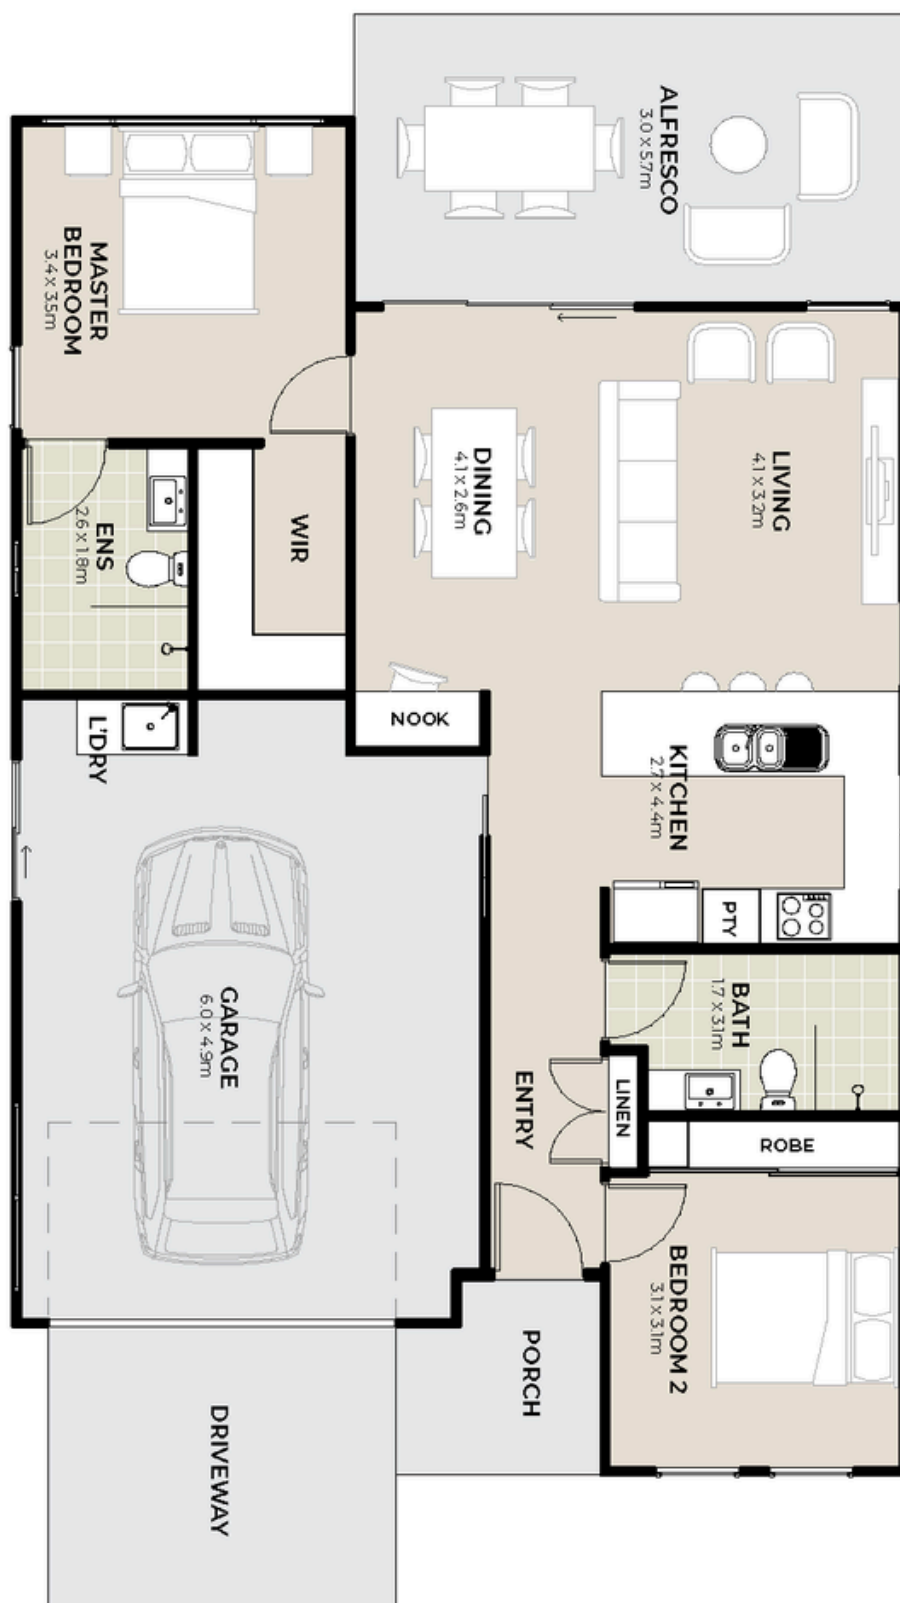 ALFRESCO
3.0 x 5.7m
MASTER
BEDROOM
3.4 x 3.5m
DINING
4.1 x 2.6m
LIVING
4.1 x 3.2m
ENS
2.6 x 1.8m
WIR
NOOK
L'DRY
KITCHEN
2.7 x 4.4m
PTY
GARAGE
6.0 x 4.9m
BATH
1.7 x 3.1m
ENTRY
LINEN
ROBE
BEDROOM 2
3.1 x 3.1m
PORCH
DRIVEWAY